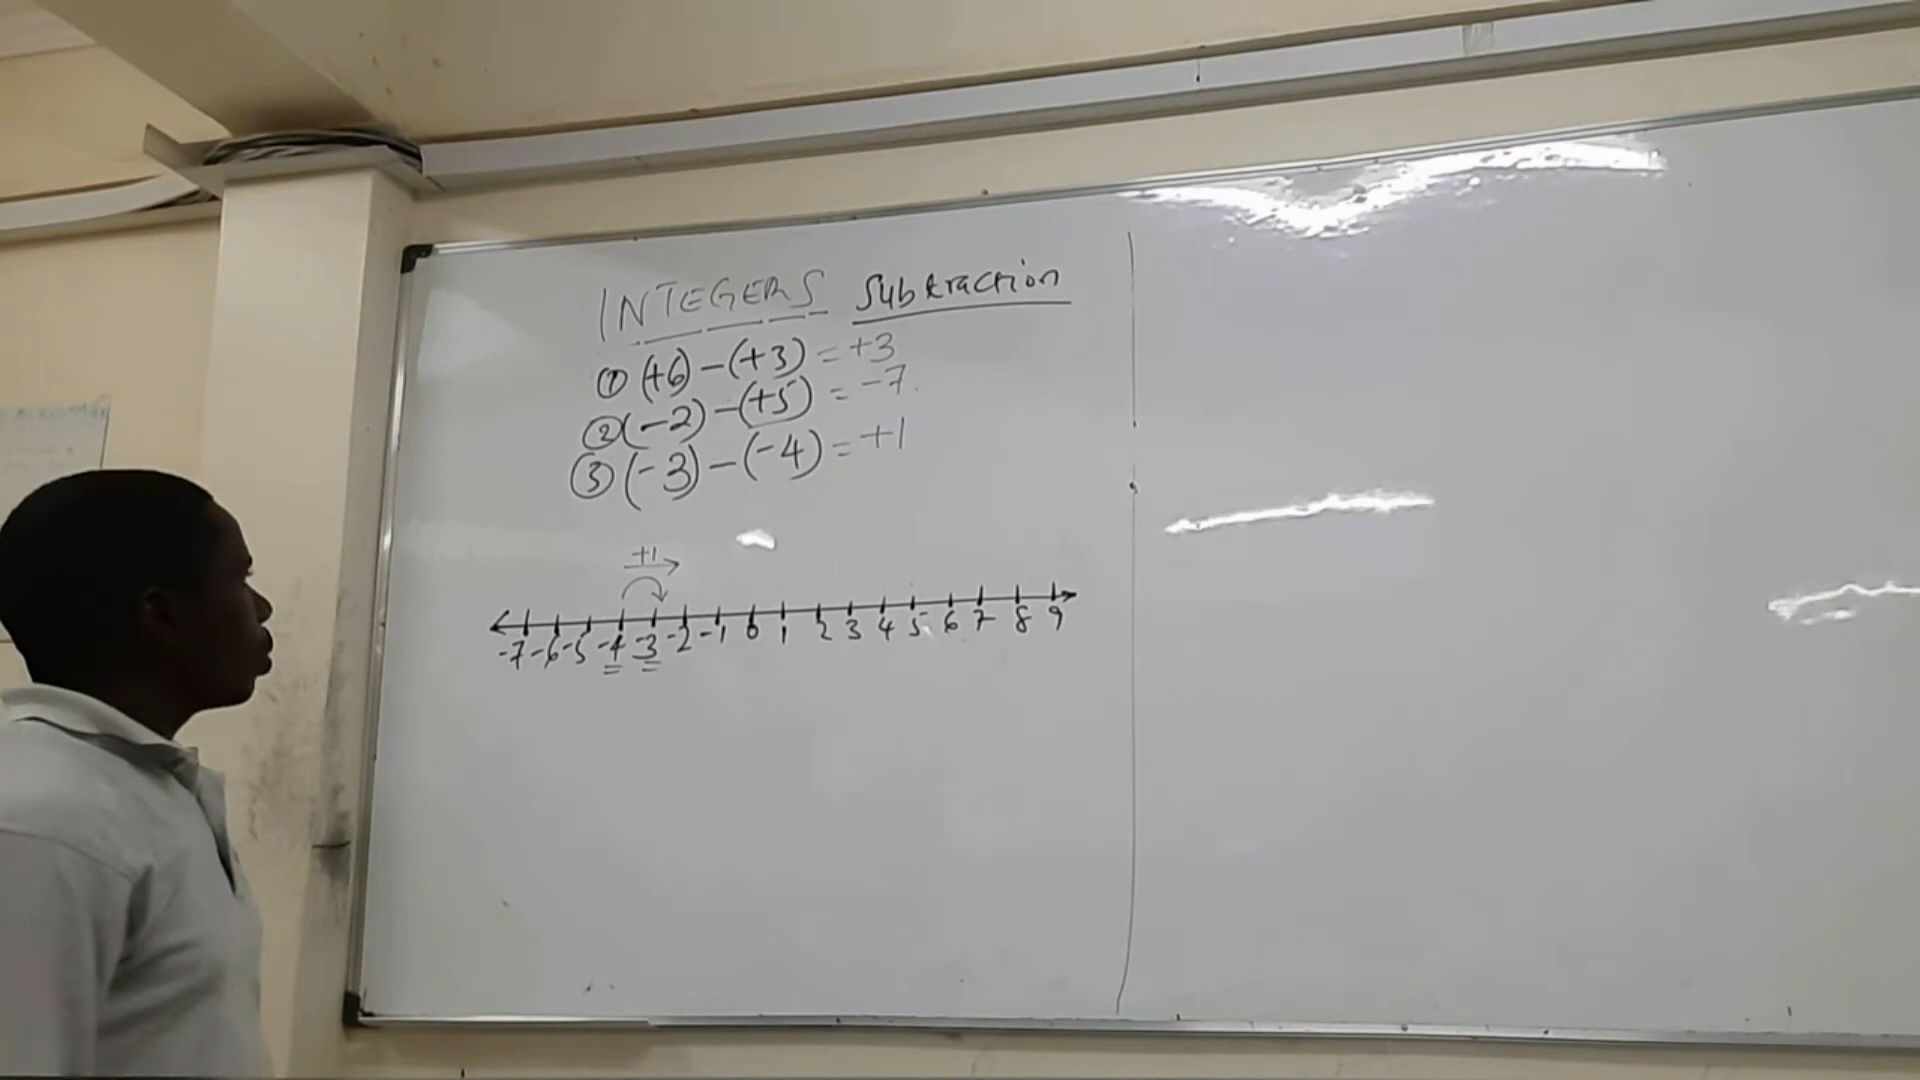 INTEGERS Subtraction
① (+6)-(+3) = +3
② (-2)-(+5) = -7.
③ (-3)-(-4) = +1
+1
-7 -6 -5 -4 -3 -2 -1 0 1 2 3 4 5 6 7 8 9